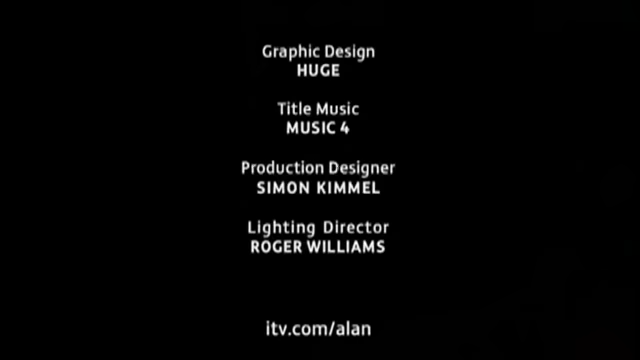 Graphic Design
HUGE
Title Music
MUSIC 4
Production Designer
SIMON KIMMEL
Lighting Director
ROGER WILLIAMS
itv.com/alan